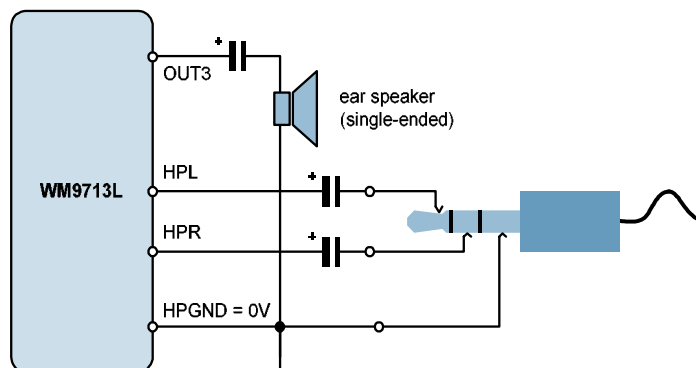 OUT3
+
ear speaker
(single-ended)
WM9713L
HPL
+
HPR
+
HPGND = 0V